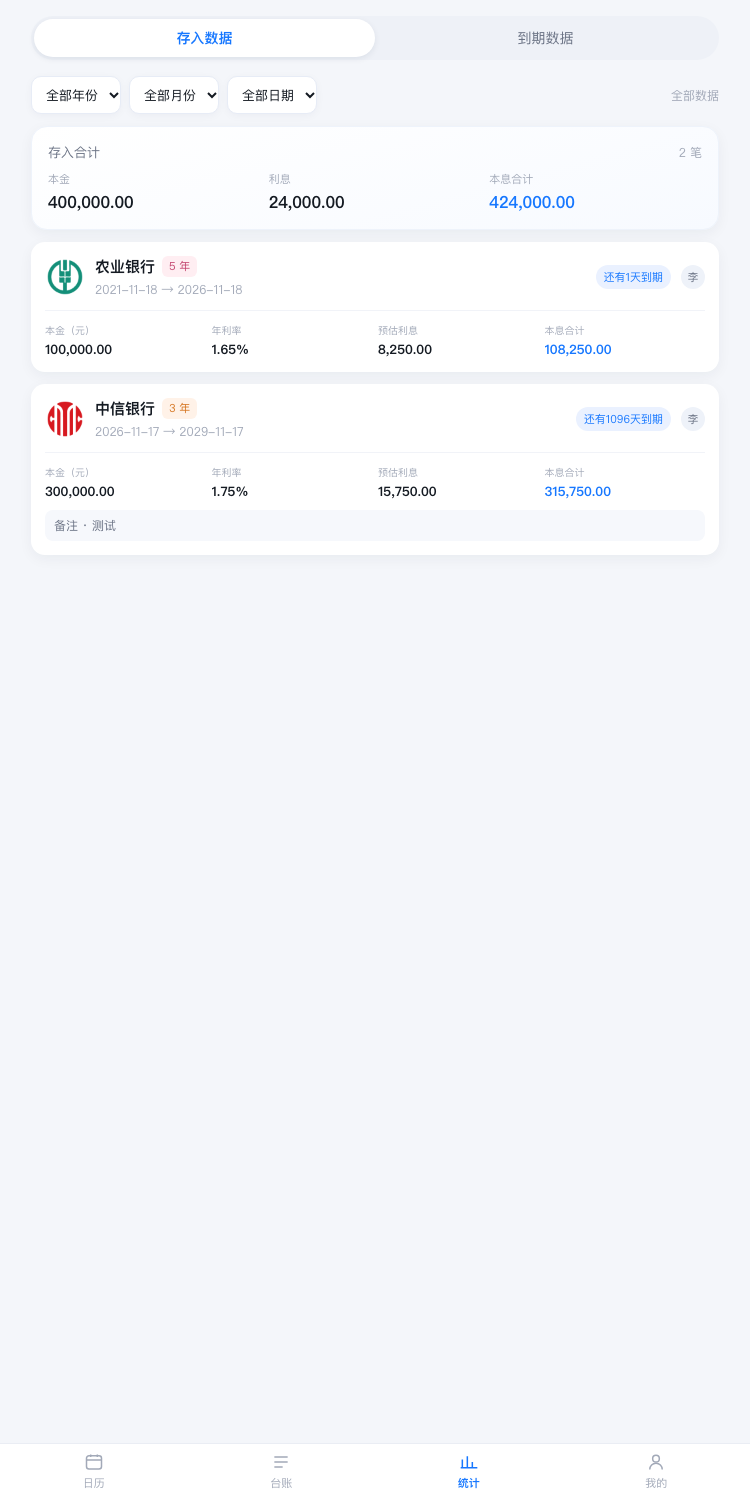 存入数据 到期数据
全部年份 全部月份 全部日期 全部数据
存入合计 2 笔
本金 利息 本息合计
400,000.00 24,000.00 424,000.00
农业银行 5 年
2021-11-18 → 2026-11-18 还有1天到期 李
本金（元） 年利率 预估利息 本息合计
100,000.00 1.65% 8,250.00 108,250.00
中信银行 3 年
2026-11-17 → 2029-11-17 还有1096天到期 李
本金（元） 年利率 预估利息 本息合计
300,000.00 1.75% 15,750.00 315,750.00
备注 · 测试
日历 台账 统计 我的